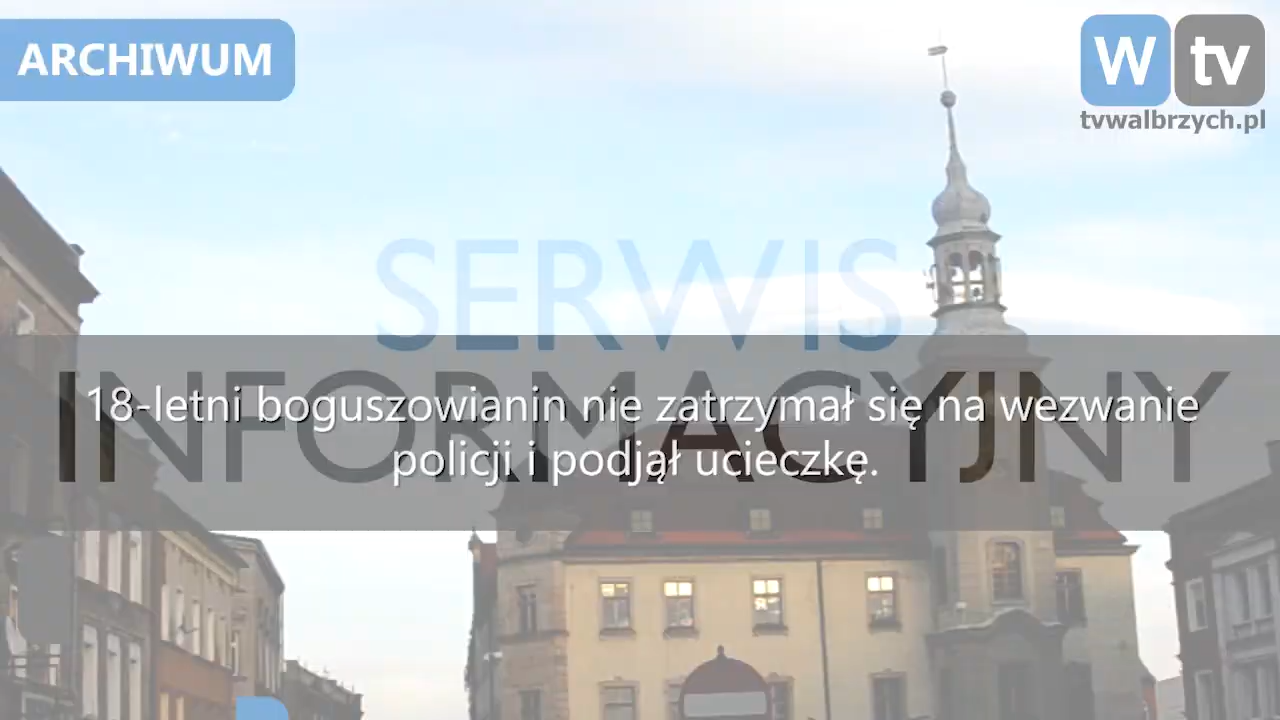 ARCHIWUM
W tv
tvwalbrzych.pl
SERWIS
INFORMACYJNY
18-letni boguszowianin nie zatrzymał się na wezwanie
policji i podjął ucieczkę.